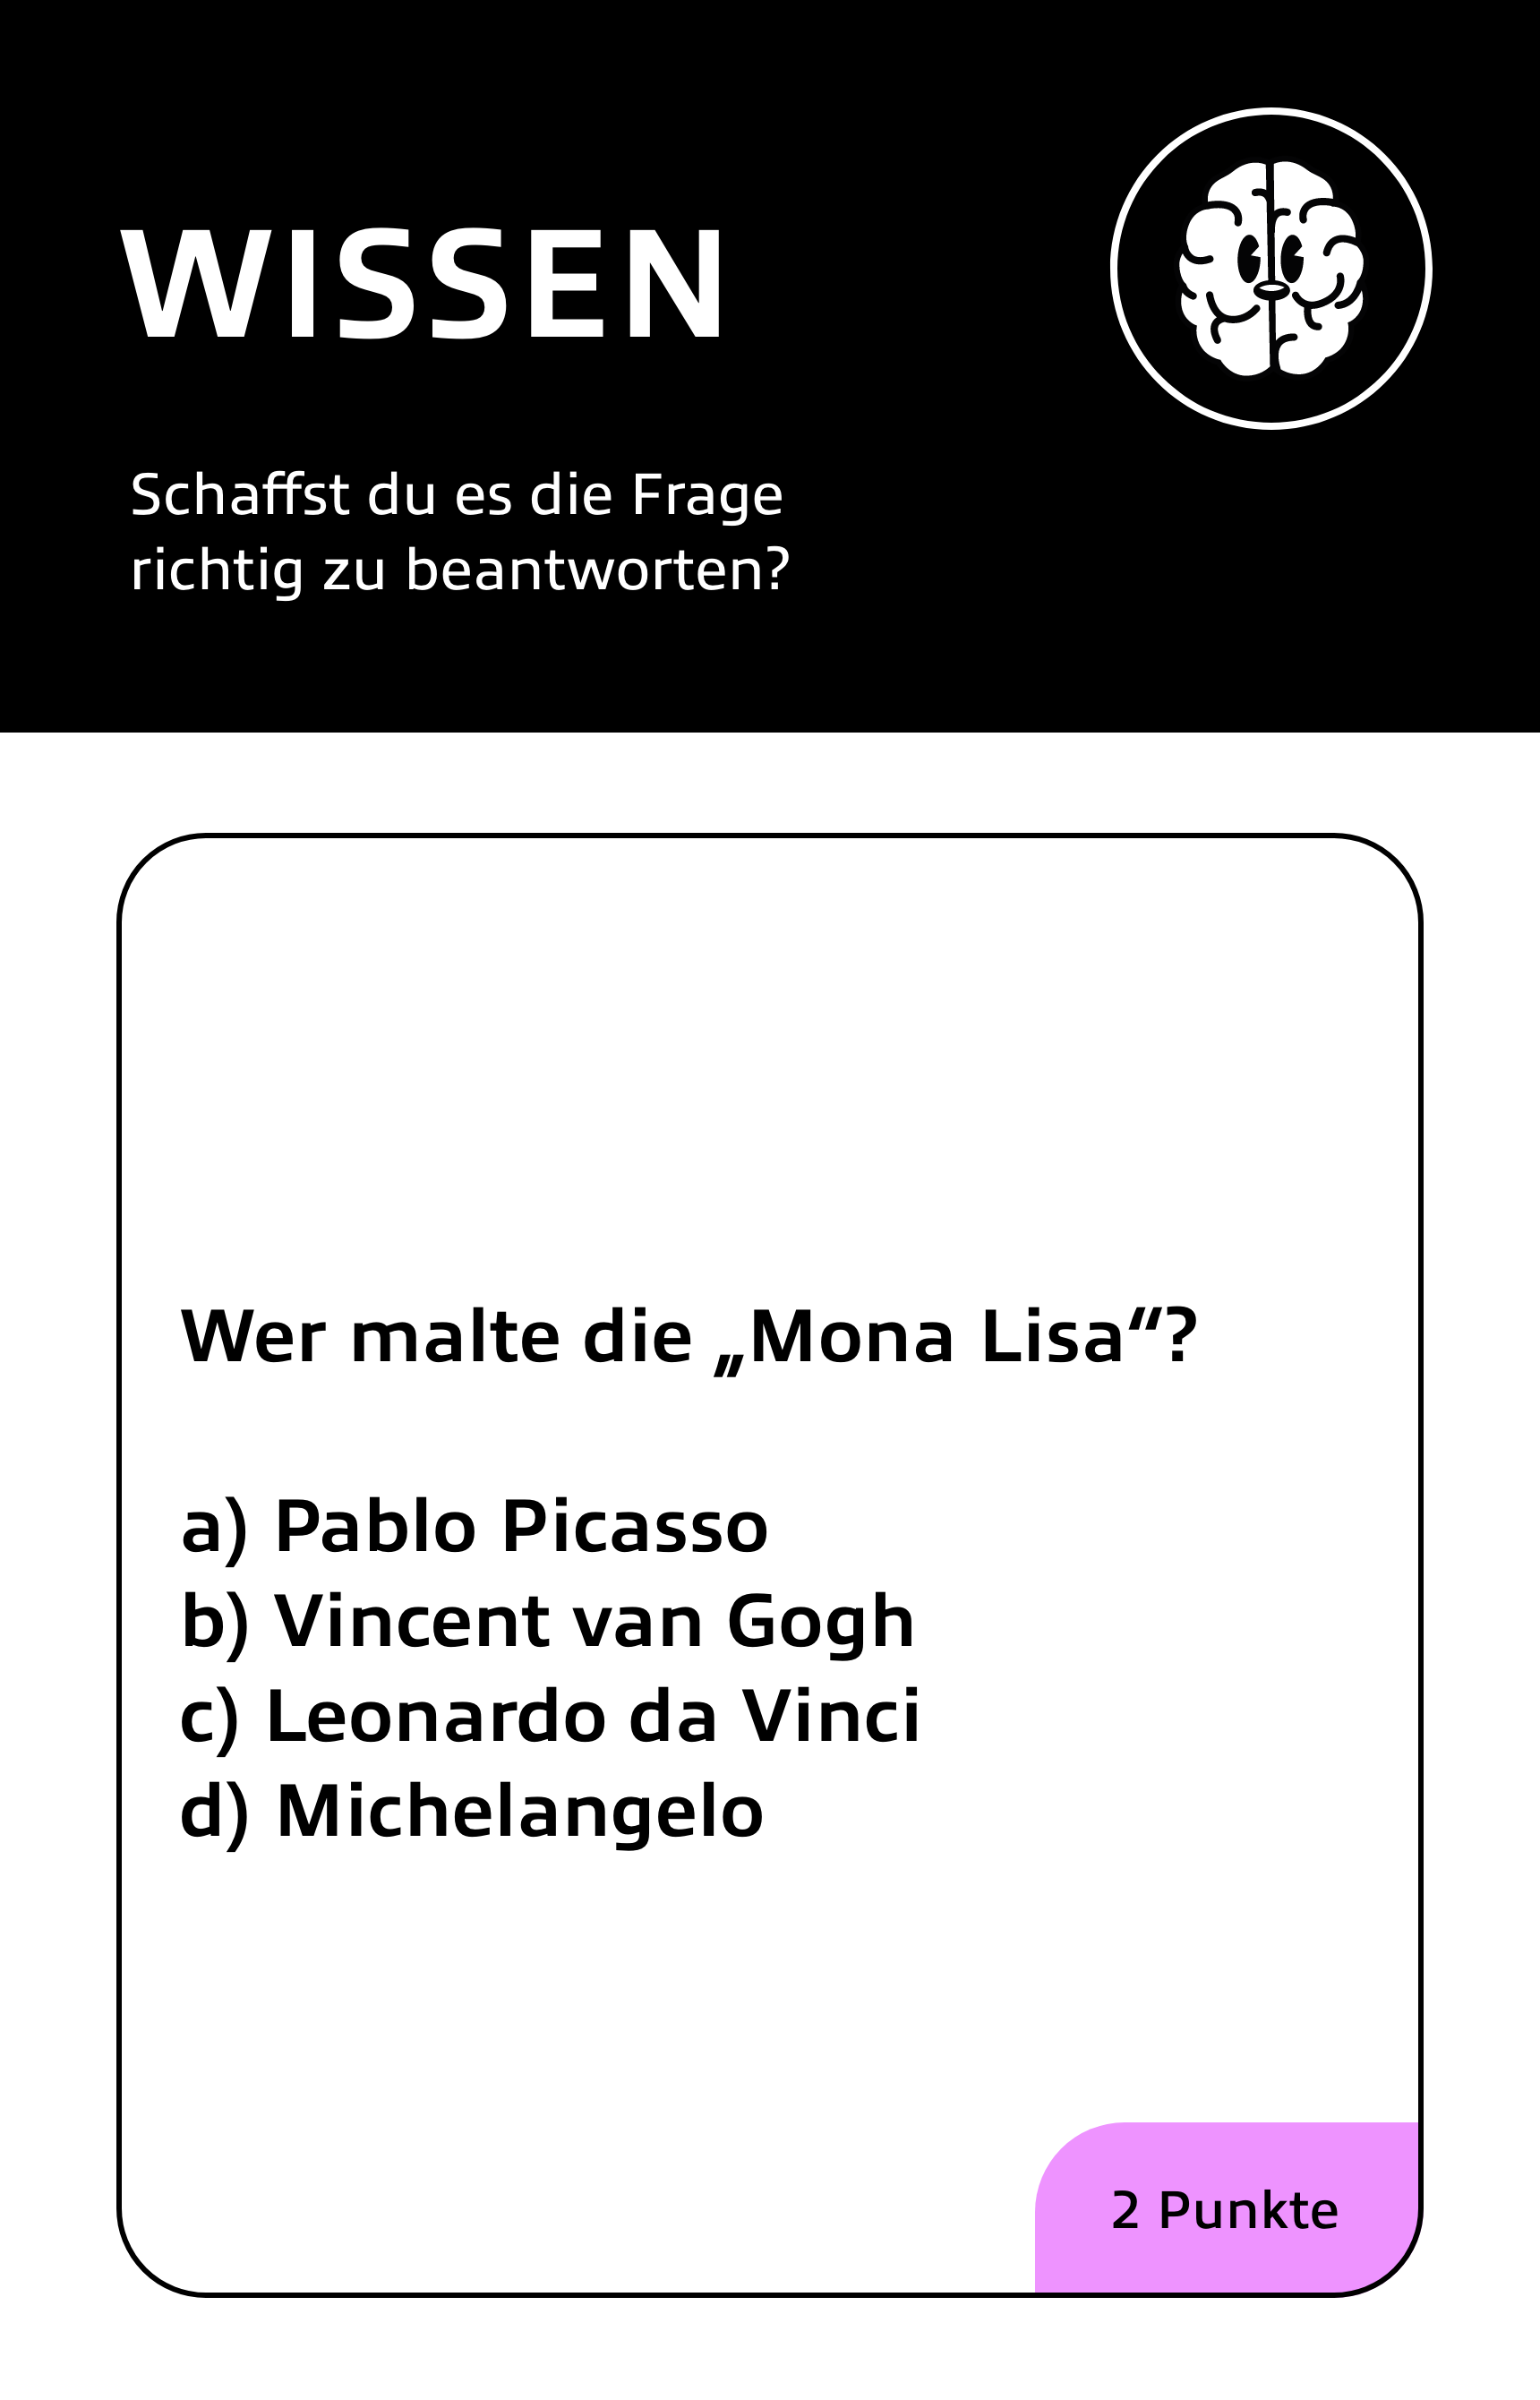 WISSEN
Schaffst du es die Frage
richtig zu beantworten?
Wer malte die „Mona Lisa“?
a) Pablo Picasso
b) Vincent van Gogh
c) Leonardo da Vinci
d) Michelangelo
2 Punkte